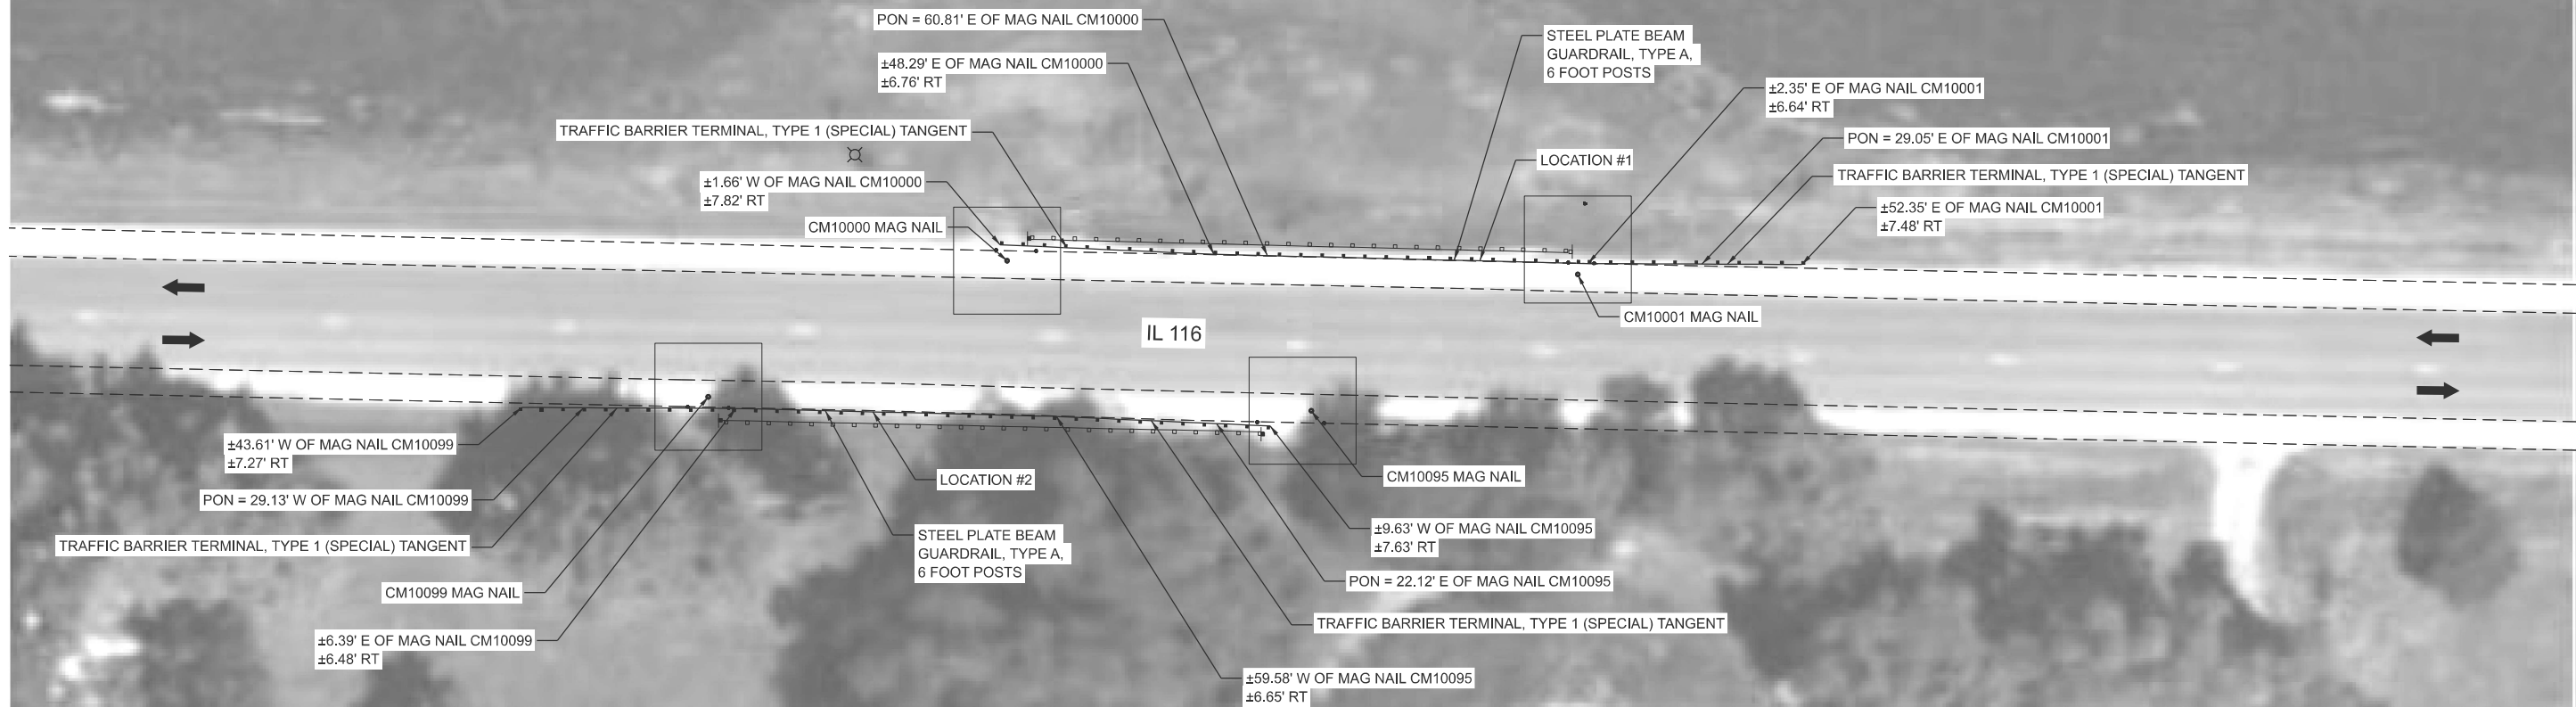 PON = 60.81' E OF MAG NAIL CM10000
±48.29' E OF MAG NAIL CM10000
±6.76' RT
STEEL PLATE BEAM
GUARDRAIL, TYPE A,
6 FOOT POSTS
±2.35' E OF MAG NAIL CM10001
±6.64' RT
TRAFFIC BARRIER TERMINAL, TYPE 1 (SPECIAL) TANGENT
PON = 29.05' E OF MAG NAIL CM10001
LOCATION #1
TRAFFIC BARRIER TERMINAL, TYPE 1 (SPECIAL) TANGENT
±1.66' W OF MAG NAIL CM10000
±7.82' RT
±52.35' E OF MAG NAIL CM10001
±7.48' RT
CM10000 MAG NAIL
CM10001 MAG NAIL
IL 116
±43.61' W OF MAG NAIL CM10099
±7.27' RT
LOCATION #2
CM10095 MAG NAIL
PON = 29.13' W OF MAG NAIL CM10099
±9.63' W OF MAG NAIL CM10095
±7.63' RT
TRAFFIC BARRIER TERMINAL, TYPE 1 (SPECIAL) TANGENT
STEEL PLATE BEAM
GUARDRAIL, TYPE A,
6 FOOT POSTS
PON = 22.12' E OF MAG NAIL CM10095
CM10099 MAG NAIL
TRAFFIC BARRIER TERMINAL, TYPE 1 (SPECIAL) TANGENT
±6.39' E OF MAG NAIL CM10099
±6.48' RT
±59.58' W OF MAG NAIL CM10095
±6.65' RT